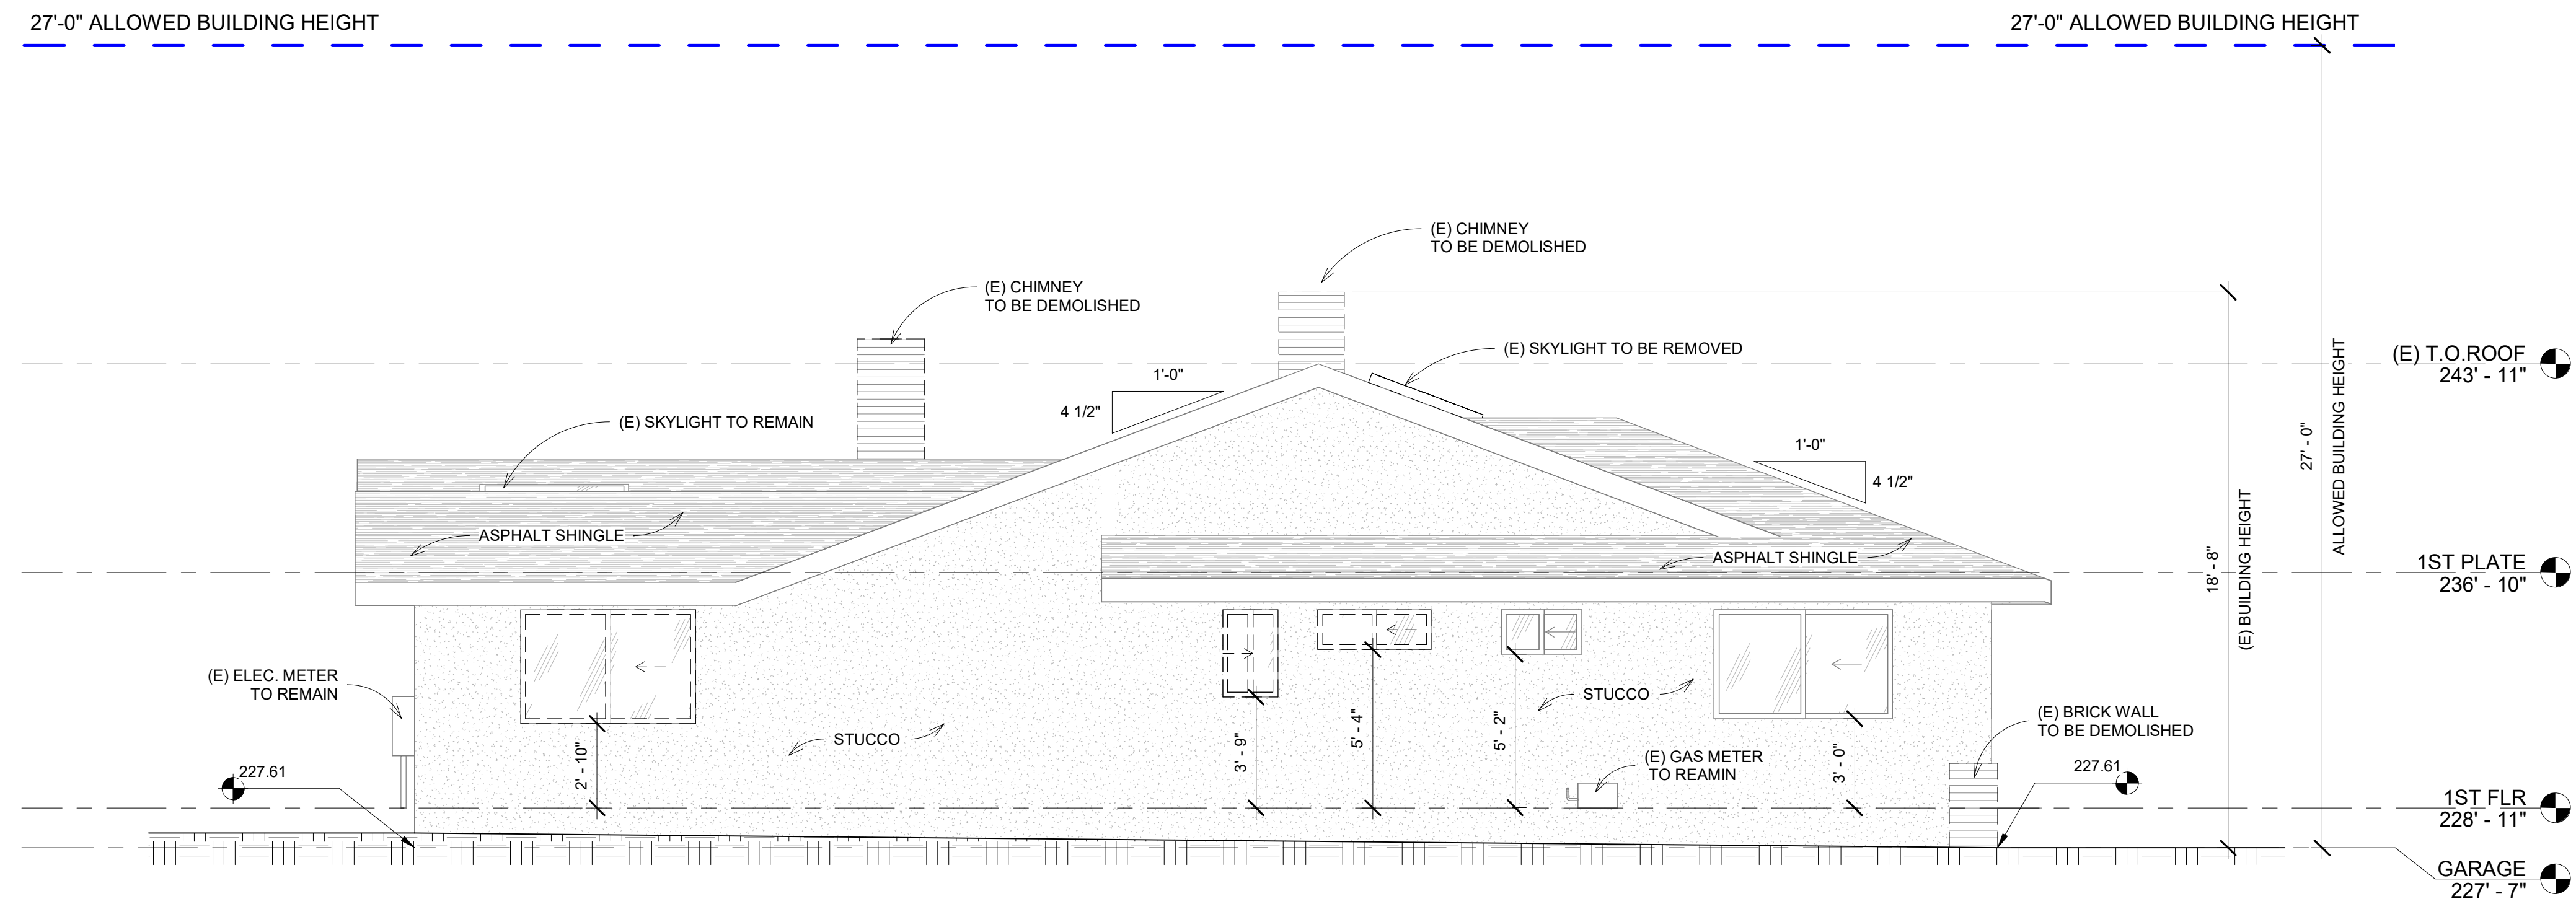 27'-0" ALLOWED BUILDING HEIGHT
27'-0" ALLOWED BUILDING HEIGHT
(E) CHIMNEY
TO BE DEMOLISHED
(E) CHIMNEY
TO BE DEMOLISHED
(E) SKYLIGHT TO BE REMOVED
(E) T.O.ROOF
243' - 11"
1'-0"
4 1/2"
(E) SKYLIGHT TO REMAIN
1'-0"
4 1/2"
27' - 0"
ALLOWED BUILDING HEIGHT
ASPHALT SHINGLE
ASPHALT SHINGLE
1ST PLATE
236' - 10"
18' - 8"
(E) BUILDING HEIGHT
(E) ELEC. METER
TO REMAIN
STUCCO
STUCCO
(E) BRICK WALL
TO BE DEMOLISHED
2' - 10"
3' - 9"
5' - 4"
5' - 2"
3' - 0"
(E) GAS METER
TO REAMIN
227.61
227.61
1ST FLR
228' - 11"
GARAGE
227' - 7"